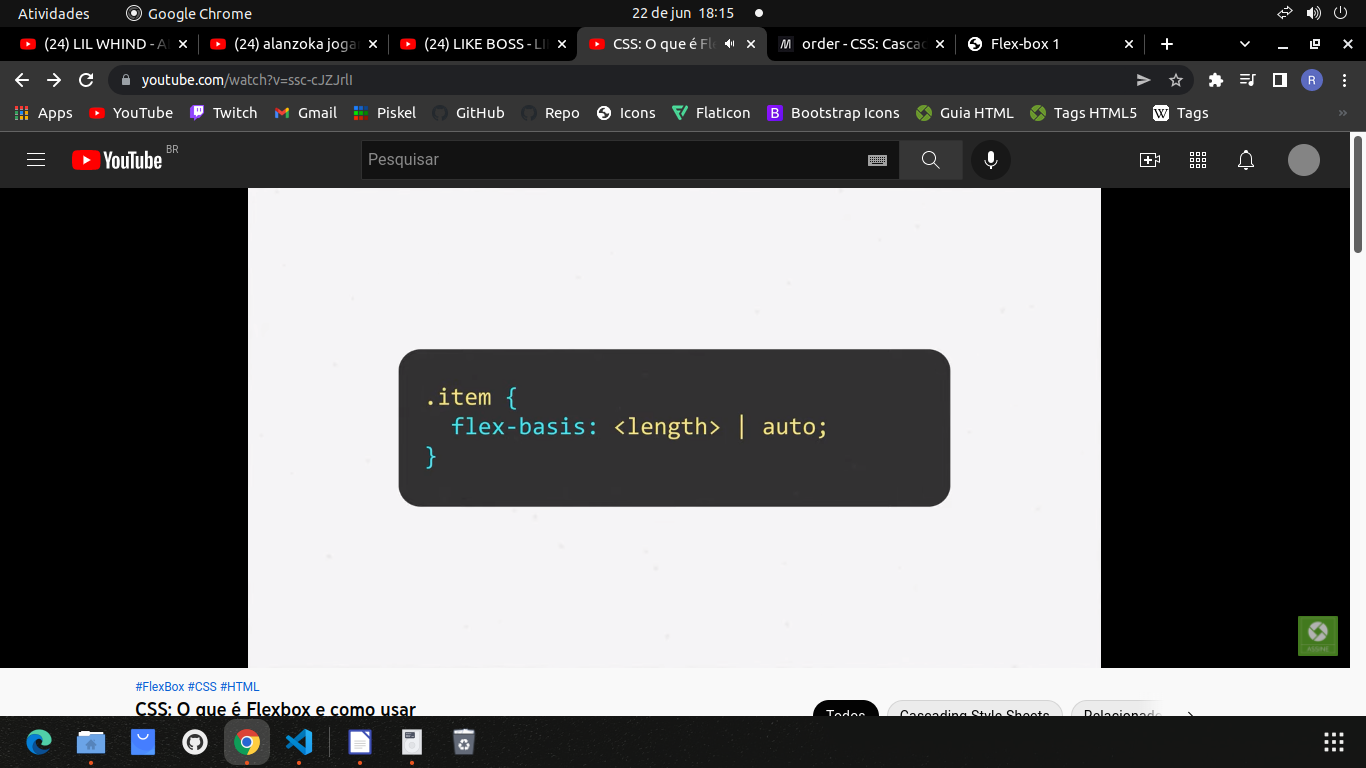 Atividades
Google Chrome
22 de jun 18:15
(24) LIL WHIND - A
(24) alanzoka joga
(24) LIKE BOSS - LI
CSS: O que é Fl
order - CSS: Casca
Flex-box 1
youtube.com/watch?v=ssc-cJZJrlI
R
Apps
YouTube
Twitch
Gmail
Piskel
GitHub
Repo
Icons
FlatIcon
B Bootstrap Icons
Guia HTML
Tags HTML5
W Tags
»
YouTube BR
Pesquisar
.item {
flex-basis: <length> | auto;
}
#FlexBox #CSS #HTML
CSS: O que é Flexbox e como usar
Todos
Cascading Style Sheets
Relacionado